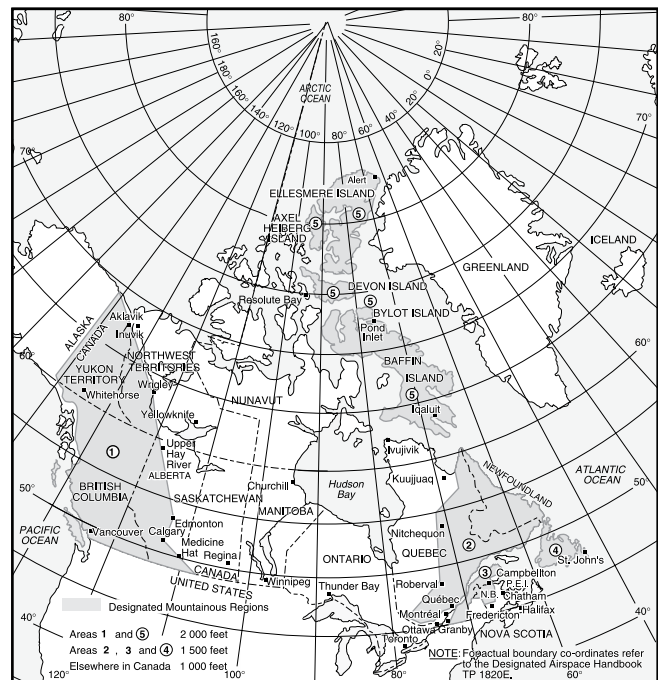 80°
80°
160°
180°
160°
140°
120°
100°
80°
60°
40°
20°
0°
ARCTIC
OCEAN
70°
70°
Alert
ELLESMERE ISLAND
5
5
AXEL
HEIBERG
ISLAND
ICELAND
GREENLAND
DEVON ISLAND
5
5
Resolute Bay
BYLOT ISLAND
Pond
Inlet
ALASKA
CANADA
Aklavik
Inuvik
60°
60°
NORTHWEST
TERRITORIES
BAFFIN
ISLAND
YUKON
TERRITORY
Whitehorse
Wrigley
NUNAVUT
5
Iqaluit
Yellowknife
Ivujivik
1
Upper
Hay
River
ALBERTA
ATLANTIC
OCEAN
NEWFOUNDLAND
50°
50°
BRITISH
COLUMBIA
SASKATCHEWAN
Churchill
Hudson
Bay
Kuujjuaq
MANITOBA
PACIFIC
OCEAN
Vancouver
Edmonton
Calgary
Medicine
Hat
Regina
Nitchequon
QUEBEC
2
4
St. John's
ONTARIO
CANADA
UNITED STATES
Winnipeg
Thunder Bay
Roberval
3
Campbellton
P.E.I.
N.B.
Chatham
Halifax
Fredericton
Québec
Montréal
Ottawa
Granby
Toronto
NOVA SCOTIA
40°
40°
Designated Mountainous Regions
Areas 1 and 5 2 000 feet
Areas 2 , 3 and 4 1 500 feet
Elsewhere in Canada 1 000 feet
NOTE: For actual boundary co-ordinates refer
to the Designated Airspace Handbook
TP 1820E.
120°
100°
80°
60°